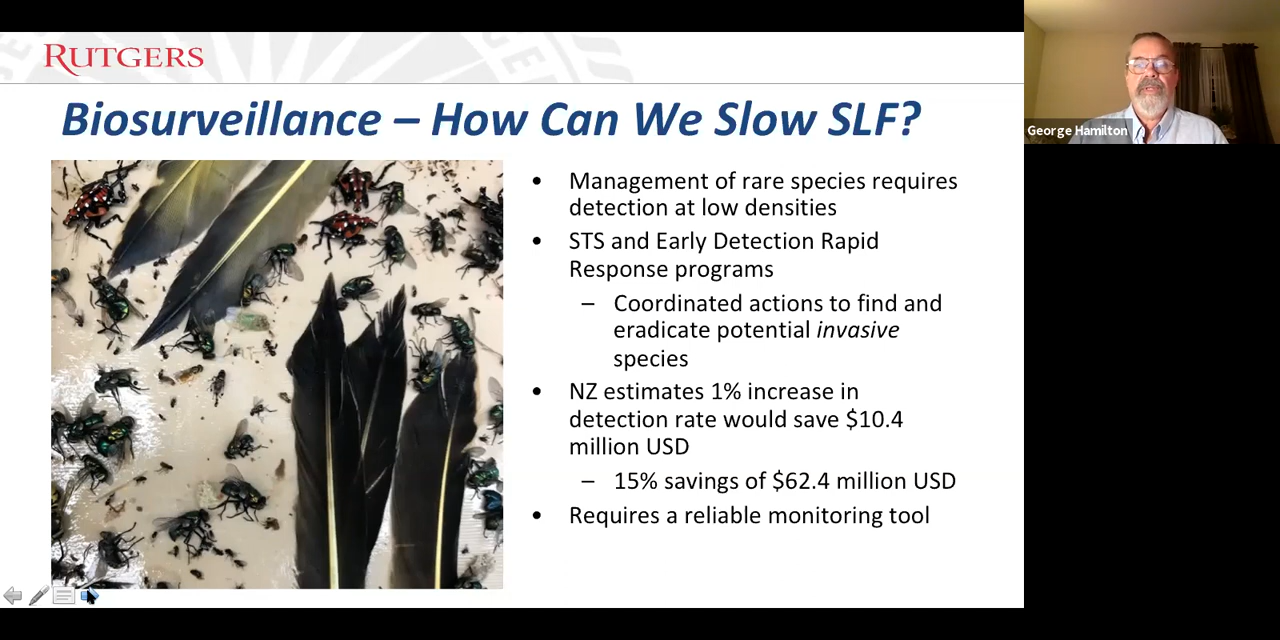 RUTGERS
Biosurveillance – How Can We Slow SLF?
• Management of rare species requires
detection at low densities
• STS and Early Detection Rapid
Response programs
– Coordinated actions to find and
eradicate potential invasive
species
• NZ estimates 1% increase in
detection rate would save $10.4
million USD
– 15% savings of $62.4 million USD
• Requires a reliable monitoring tool
George Hamilton